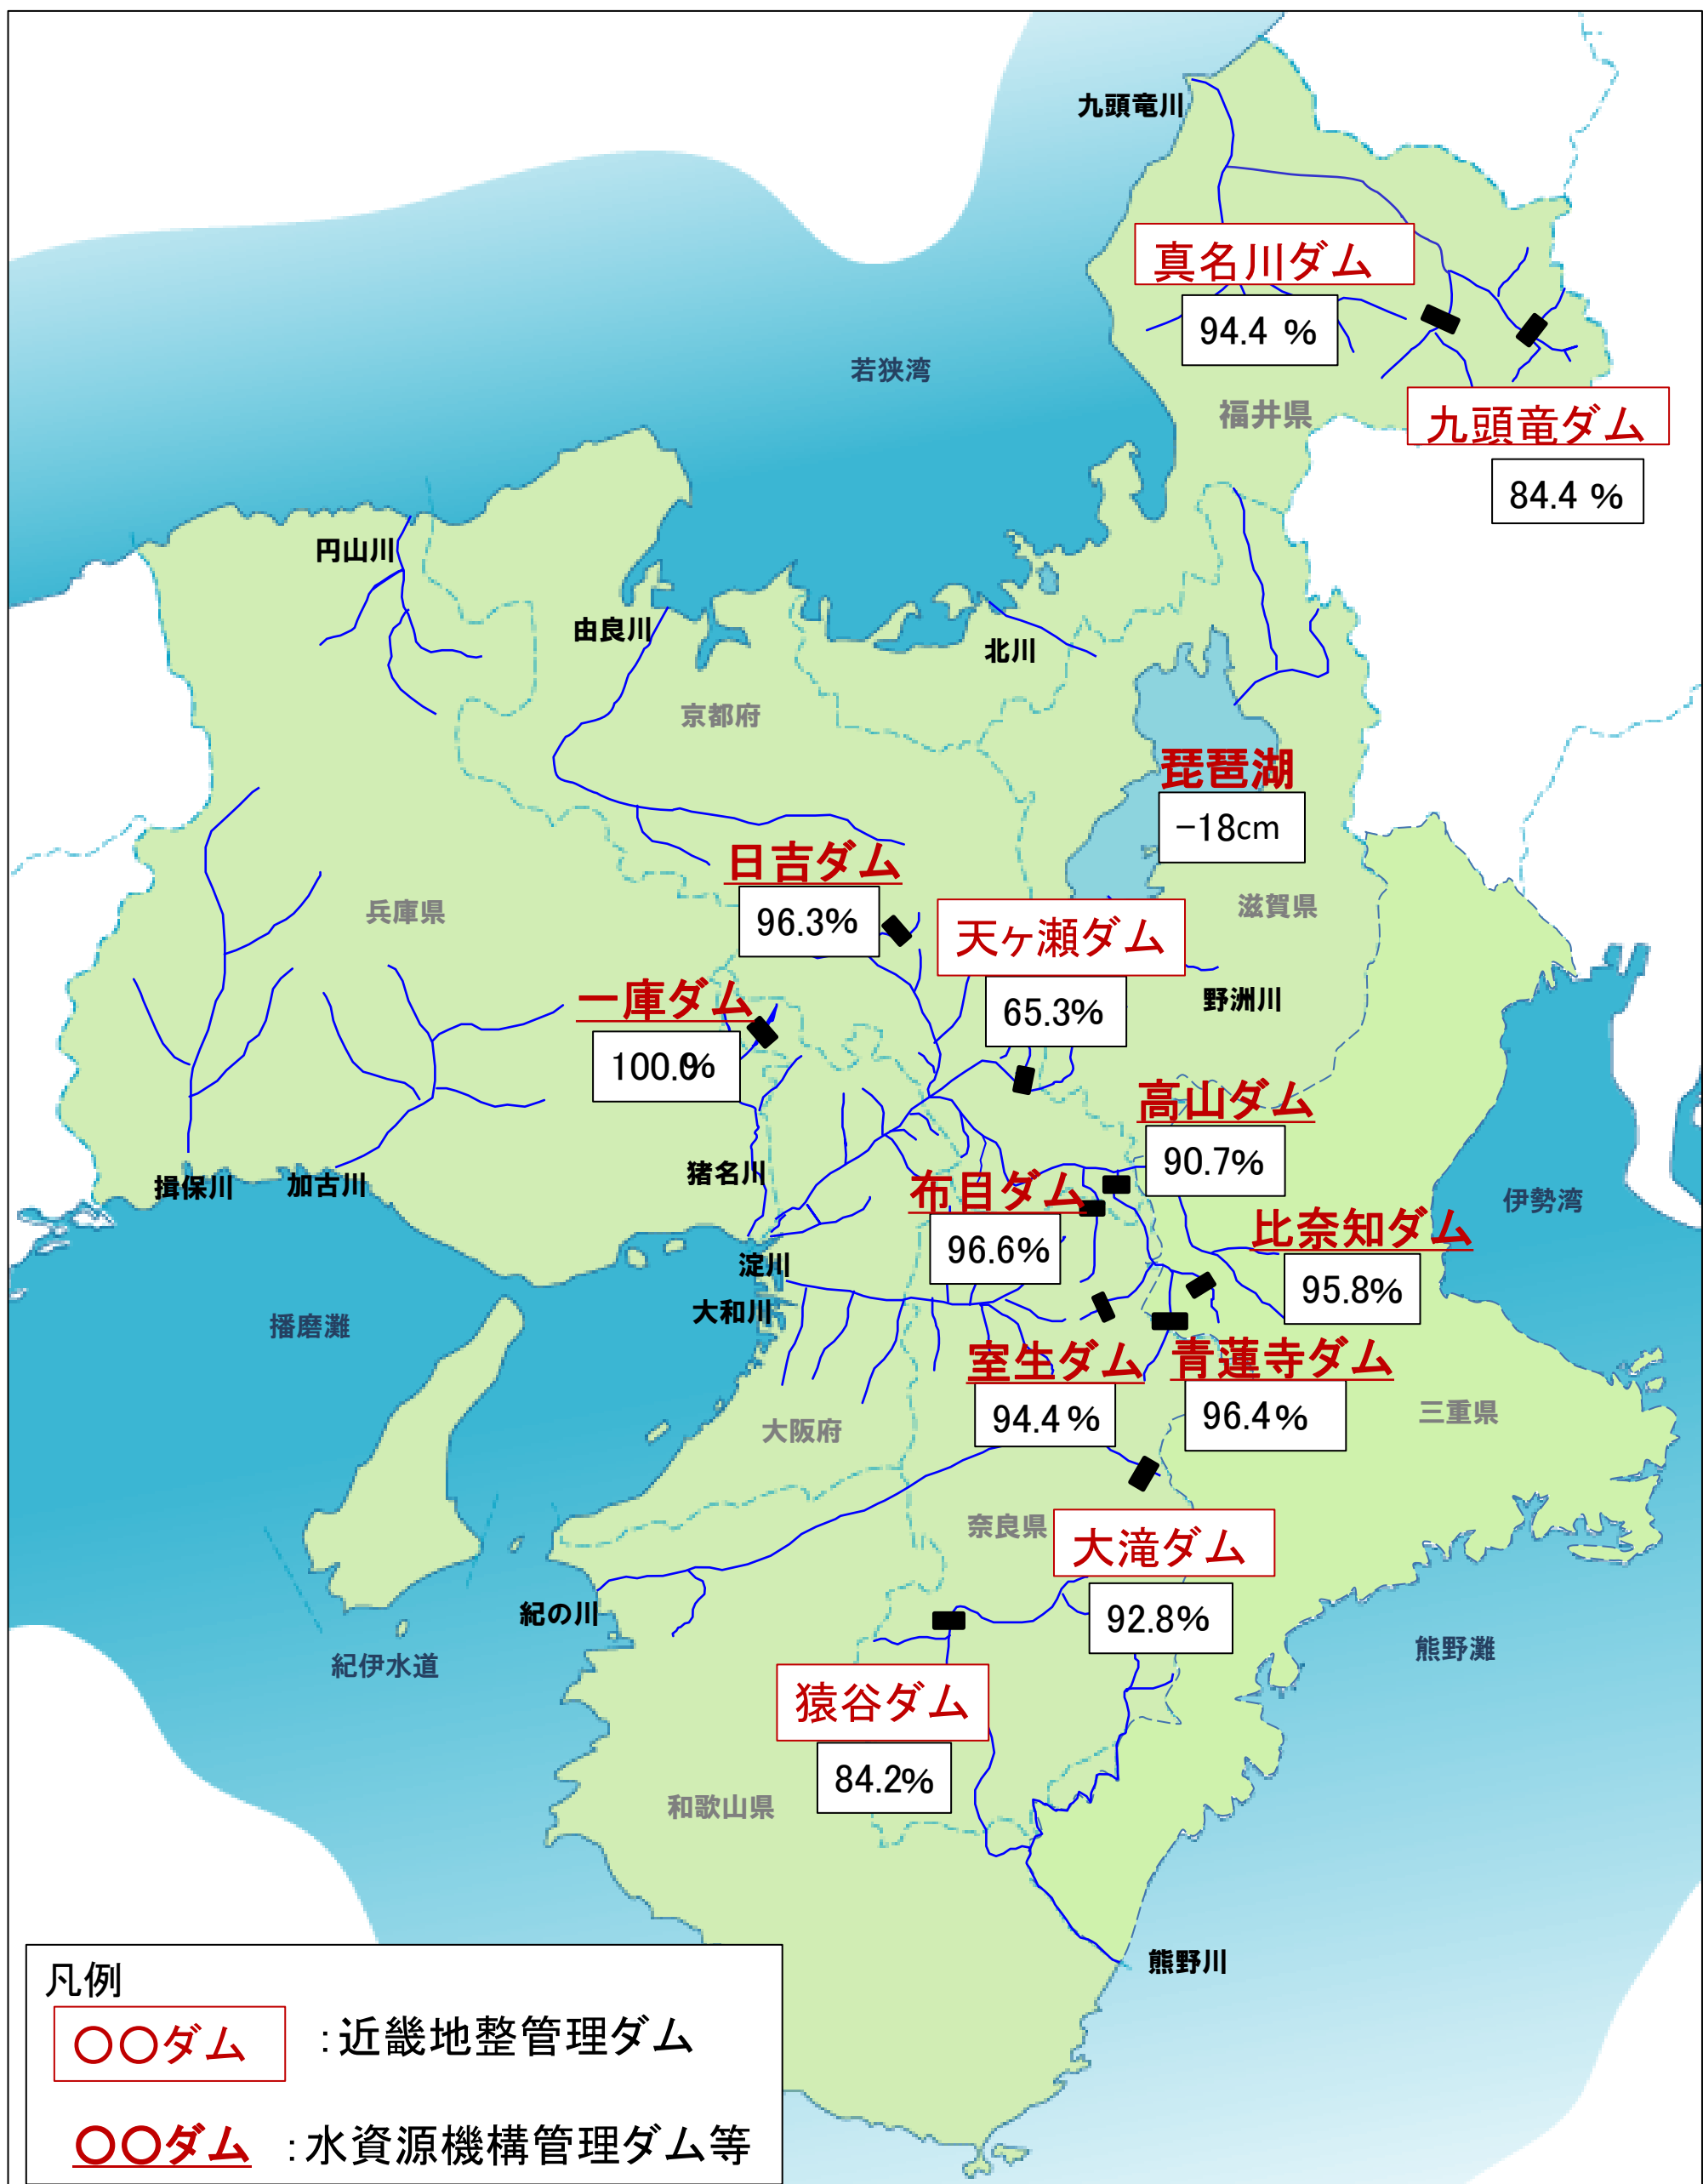 九頭竜川
真名川ダム
94.4 %
若狭湾
福井県
九頭竜ダム
84.4 %
円山川
由良川
北川
京都府
琵琶湖
−18cm
日吉ダム
96.3%
兵庫県
天ヶ瀬ダム
65.3%
滋賀県
野洲川
一庫ダム
100.0%
高山ダム
90.7%
猪名川
揖保川
加古川
布目ダム
96.6%
伊勢湾
比奈知ダム
95.8%
淀川
大和川
播磨灘
室生ダム
94.4 %
青蓮寺ダム
96.4 %
三重県
大阪府
奈良県
大滝ダム
92.8%
紀の川
紀伊水道
熊野灘
猿谷ダム
84.2%
和歌山県
熊野川
凡例
〇〇ダム :近畿地整管理ダム
〇〇ダム :水資源機構管理ダム等